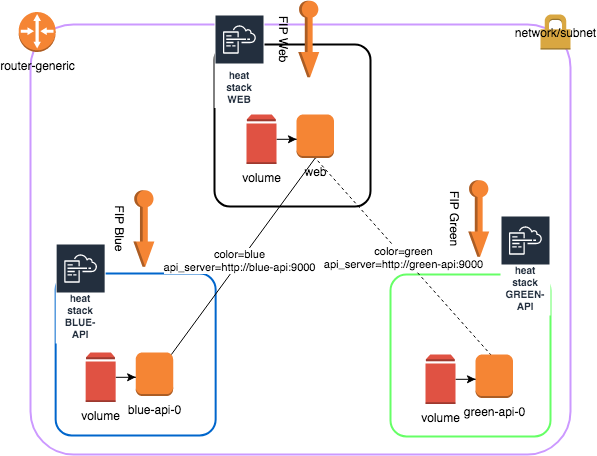 router-generic
network/subnet
FIP Web
heat
stack
WEB
volume
web
FIP Blue
FIP Green
color=blue
api_server=http://blue-api:9000
color=green
api_server=http://green-api:9000
heat
stack
BLUE-
API
heat
stack
GREEN-
API
volume
blue-api-0
volume
green-api-0